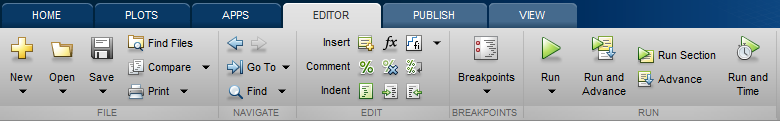 HOME PLOTS APPS EDITOR PUBLISH VIEW
New
Open
Save
Find Files
Compare
Print
FILE
Go To
Find
NAVIGATE
Insert fx fi
Comment % % %
Indent
EDIT
Breakpoints
BREAKPOINTS
Run
Run and
Advance
Run Section
Advance
Run and
Time
RUN